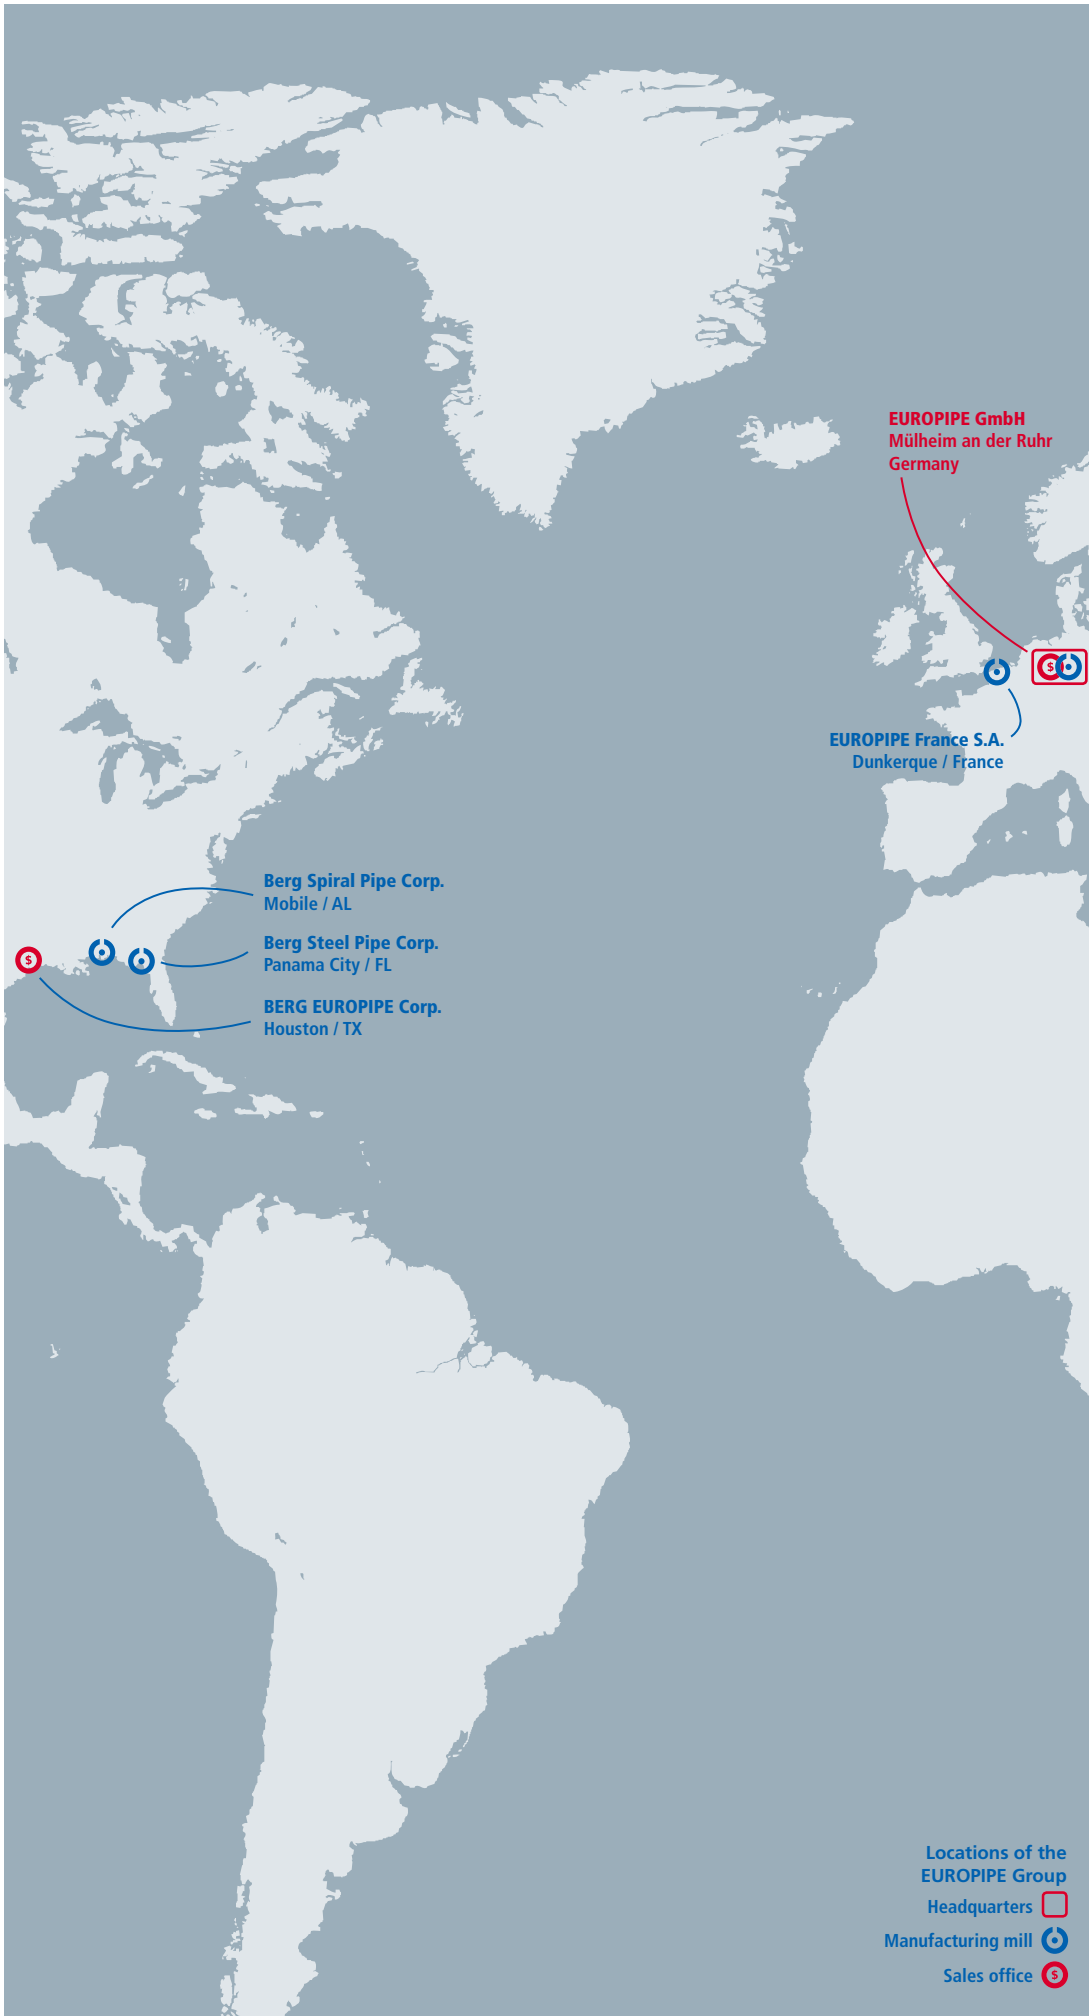 EUROPIPE GmbH
Mülheim an der Ruhr
Germany
$
EUROPIPE France S.A.
Dunkerque / France
Berg Spiral Pipe Corp.
Mobile / AL
Berg Steel Pipe Corp.
Panama City / FL
$
BERG EUROPIPE Corp.
Houston / TX
Locations of the
EUROPIPE Group
Headquarters
Manufacturing mill
Sales office $